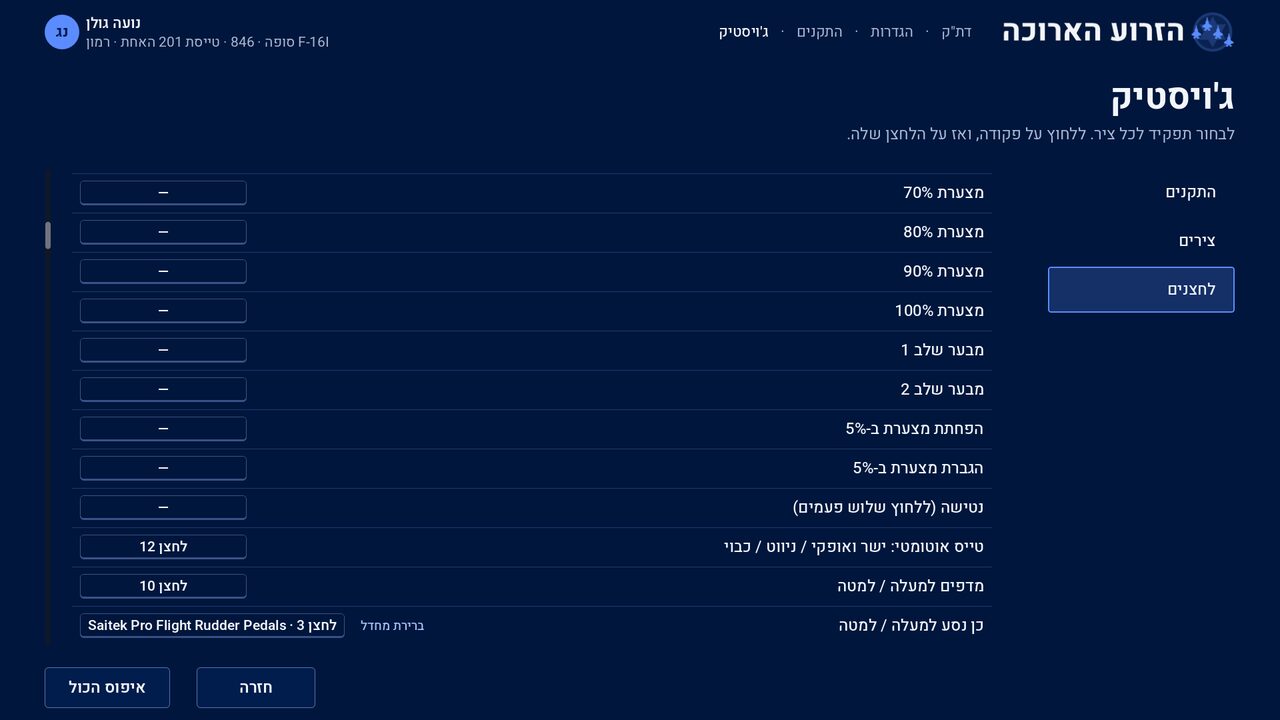 הזרוע הארוכה
דת"ק · הגדרות · התקנים · ג'ויסטיק
נועה גולן
F-16I סופה · 846 · טייסת 201 האחת · רמון
נג
ג'ויסטיק
לבחור תפקיד לכל ציר. ללחוץ על פקודה, ואז על הלחצן שלה.
התקנים
צירים
לחצנים
מצערת 70% —
מצערת 80% —
מצערת 90% —
מצערת 100% —
מבער שלב 1 —
מבער שלב 2 —
הפחתת מצערת ב-5% —
הגברת מצערת ב-5% —
נטישה (ללחוץ שלוש פעמים) —
טייס אוטומטי: ישר ואופקי / ניווט / כבוי לחצן 12
מדפים למעלה / למטה לחצן 10
כן נסע למעלה / למטה ברירת מחדל לחצן 3 · Saitek Pro Flight Rudder Pedals
חזרה
איפוס הכול